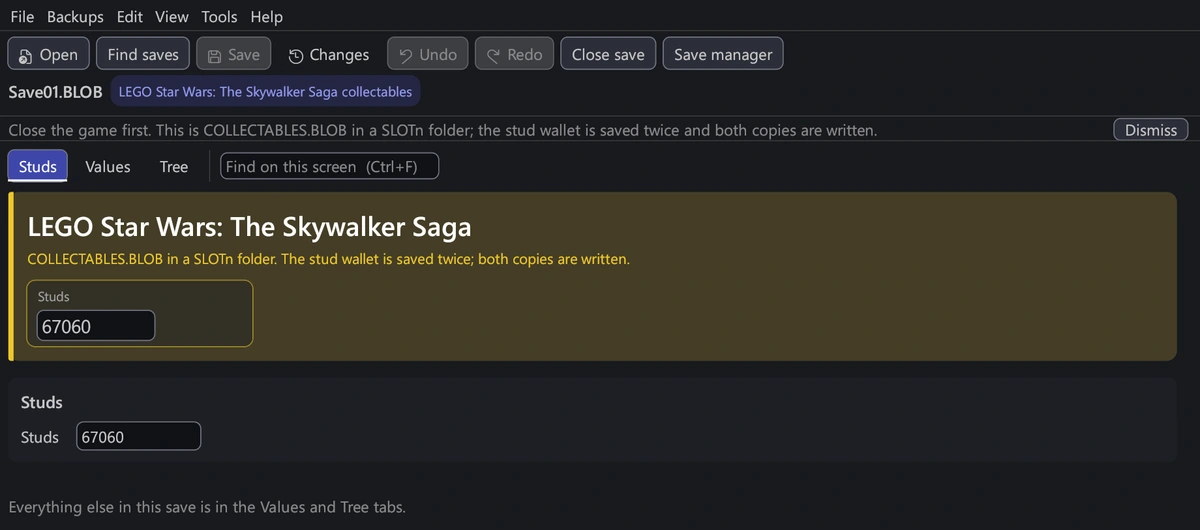 File Backups Edit View Tools Help
Open Find saves Save Changes Undo Redo Close save Save manager
Save01.BLOB LEGO Star Wars: The Skywalker Saga collectables
Close the game first. This is COLLECTABLES.BLOB in a SLOTn folder; the stud wallet is saved twice and both copies are written. Dismiss
Studs Values Tree Find on this screen (Ctrl+F)
LEGO Star Wars: The Skywalker Saga
COLLECTABLES.BLOB in a SLOTn folder. The stud wallet is saved twice; both copies are written.
Studs
67060
Studs
Studs 67060
Everything else in this save is in the Values and Tree tabs.